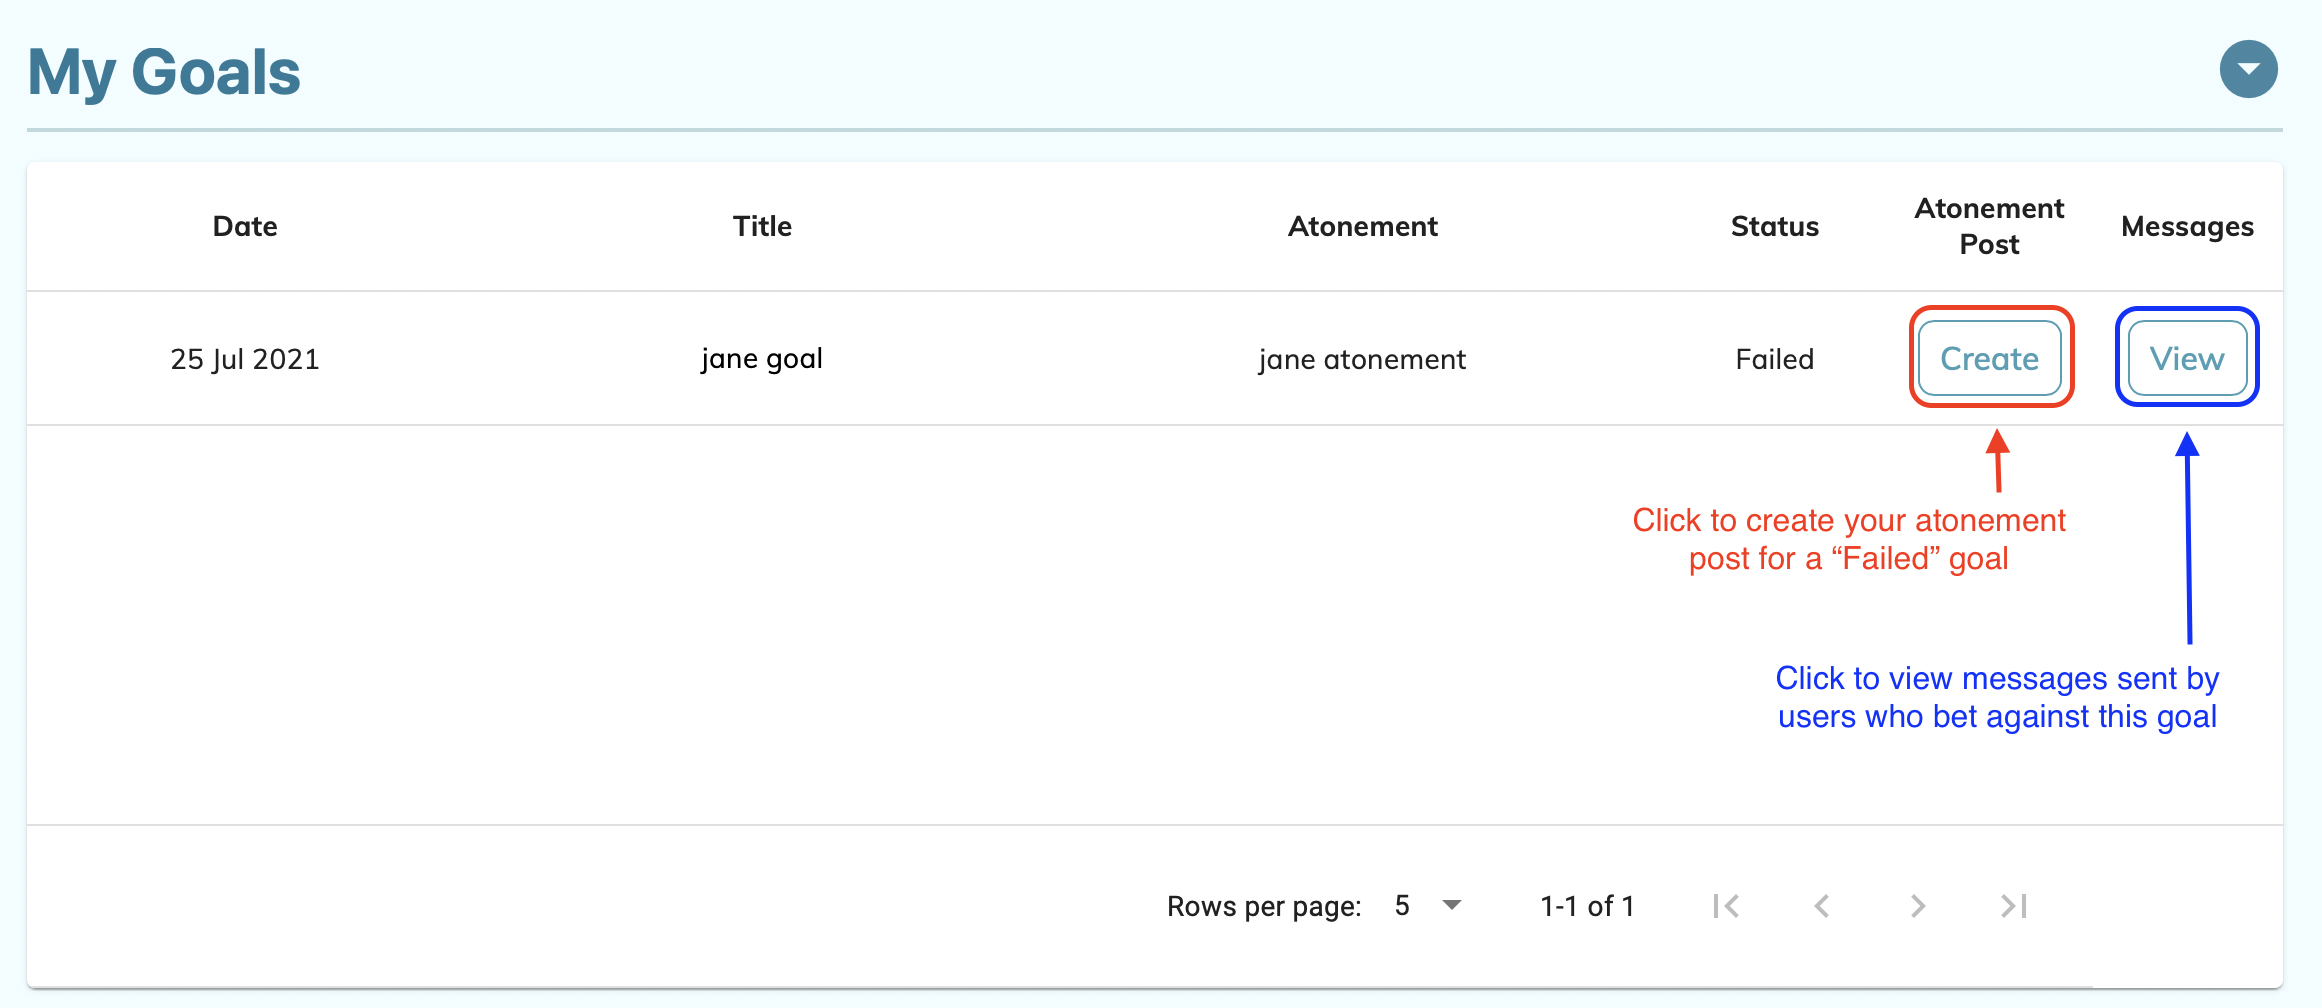 My Goals
Date Title Atonement Status Atonement Post Messages
25 Jul 2021 jane goal jane atonement Failed Create View
Click to create your atonement
post for a “Failed” goal
Click to view messages sent by
users who bet against this goal
Rows per page: 5 1-1 of 1